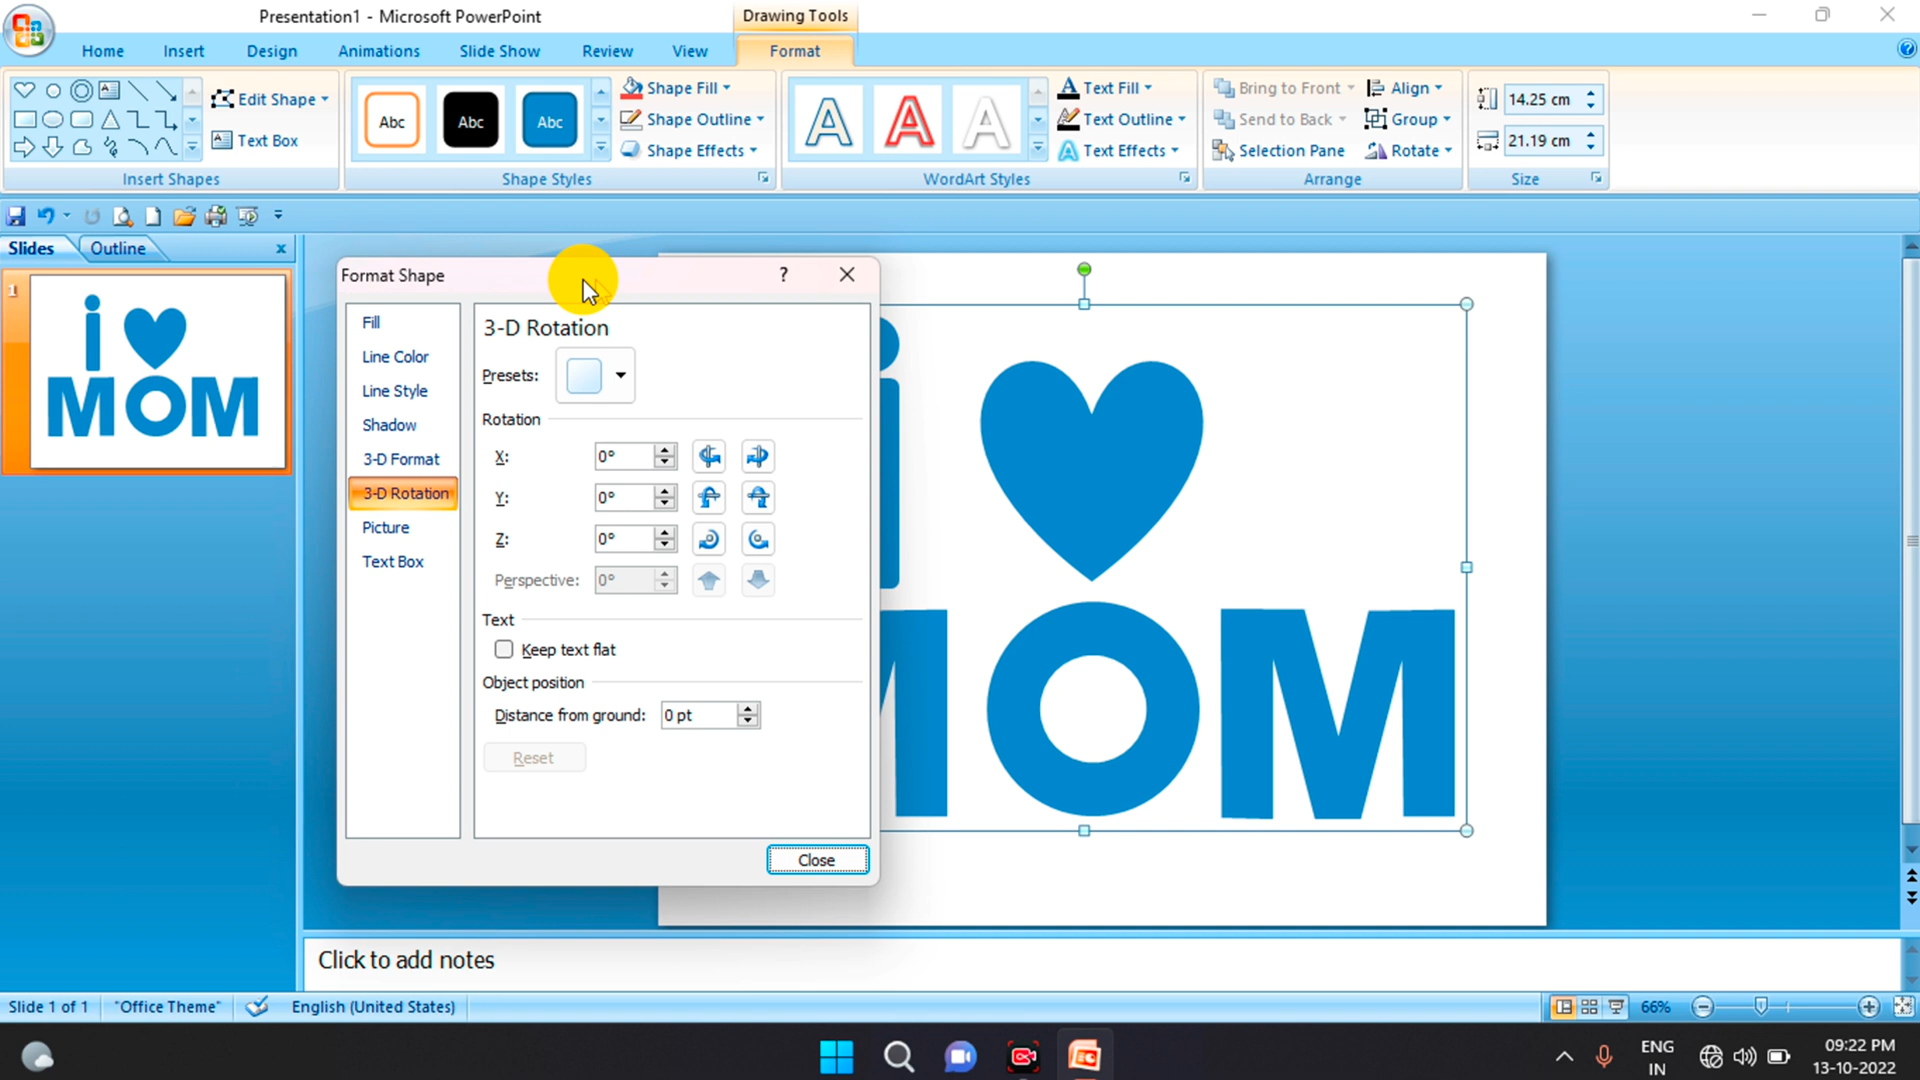 Presentation1 - Microsoft PowerPoint
Drawing Tools
Home
Insert
Design
Animations
Slide Show
Review
View
Format
Edit Shape
Text Box
Insert Shapes
Abc
Abc
Abc
Shape Fill
Shape Outline
Shape Effects
Shape Styles
A
A
A
Text Fill
Text Outline
Text Effects
WordArt Styles
Bring to Front
Send to Back
Selection Pane
Align
Group
Rotate
Arrange
14.25 cm
21.19 cm
Size
Slides
Outline
1
i
MOM
Format Shape
?
Fill
Line Color
Line Style
Shadow
3-D Format
3-D Rotation
Picture
Text Box
3-D Rotation
Presets:
Rotation
X:
0°
Y:
0°
Z:
0°
Perspective:
0°
Text
Keep text flat
Object position
Distance from ground:
0 pt
Reset
Close
MOM
Click to add notes
Slide 1 of 1
"Office Theme"
English (United States)
66%
ENG
IN
09:22 PM
13-10-2022